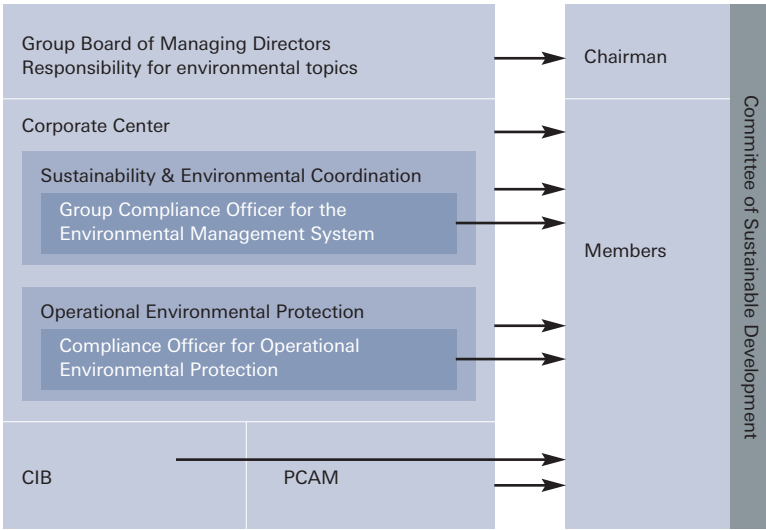 Group Board of Managing Directors
Responsibility for environmental topics
Chairman
Corporate Center
Sustainability & Environmental Coordination
Group Compliance Officer for the
Environmental Management System
Members
Operational Environmental Protection
Compliance Officer for Operational
Environmental Protection
CIB
PCAM
Committee of Sustainable Development